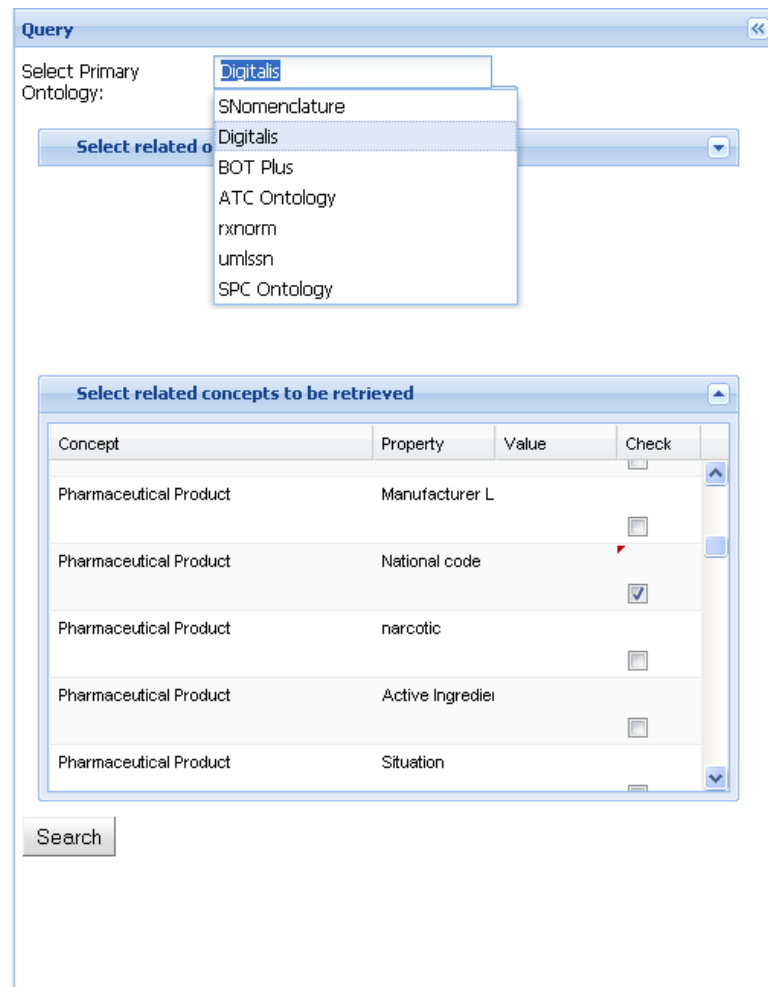 Query
Select Primary
Ontology:
Digitalis
SNomenclature
Digitalis
BOT Plus
ATC Ontology
rxnorm
umlssn
SPC Ontology
Select related o
Select related concepts to be retrieved
Concept Property Value Check
Pharmaceutical Product Manufacturer L
Pharmaceutical Product National code
Pharmaceutical Product narcotic
Pharmaceutical Product Active Ingredie
Pharmaceutical Product Situation
Search